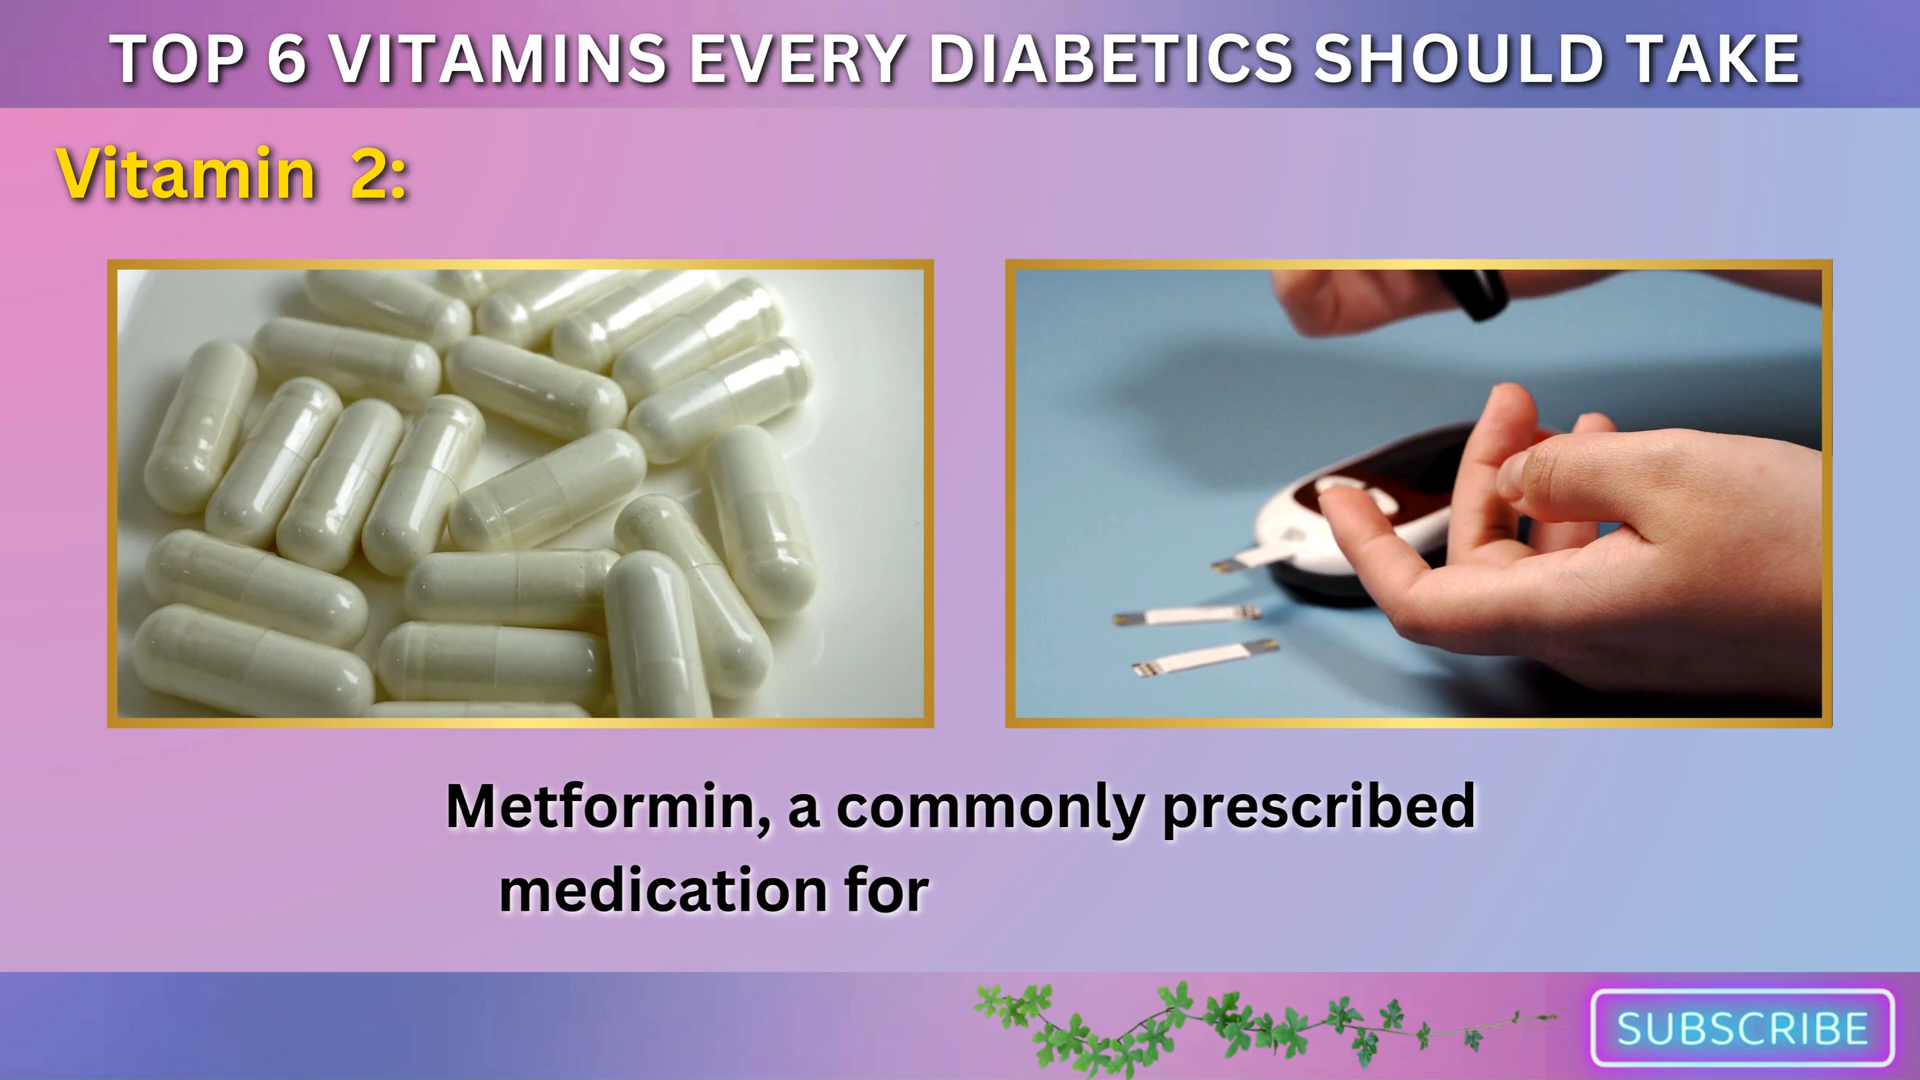 TOP 6 VITAMINS EVERY DIABETICS SHOULD TAKE
Vitamin 2:
Metformin, a commonly prescribed
medication for
SUBSCRIBE